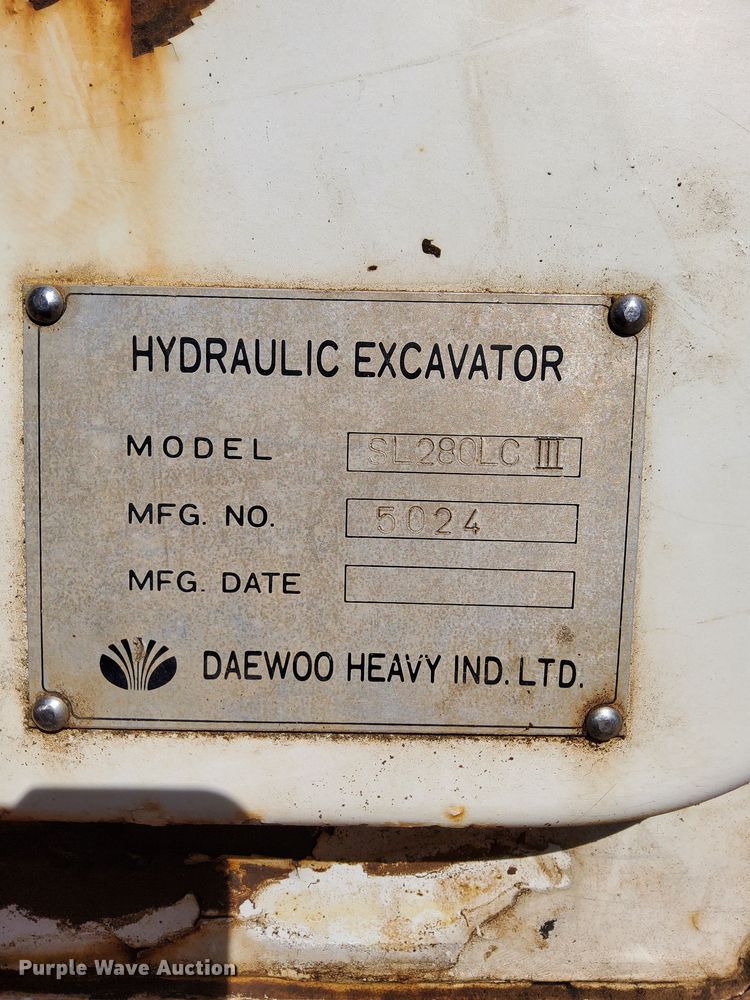 HYDRAULIC EXCAVATOR
MODEL SL280LC III
MFG. NO. 5024
MFG. DATE
DAEWOO HEAVY IND. LTD.
Purple Wave Auction